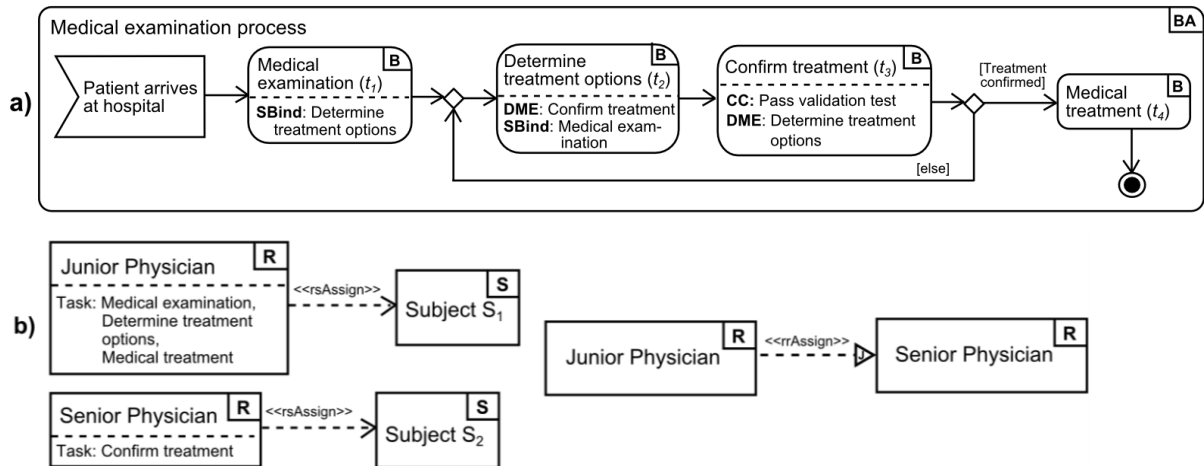 a)
Medical examination process
BA
Patient arrives
at hospital
Medical
examination (t1)
B
SBind: Determine
treatment options
Determine
treatment options (t2)
B
DME: Confirm treatment
SBind: Medical exam-
ination
Confirm treatment (t3)
B
CC: Pass validation test
DME: Determine treatment
options
[Treatment
confirmed]
[else]
Medical
treatment (t4)
B
b)
Junior Physician
R
Task: Medical examination,
Determine treatment
options,
Medical treatment
<<rsAssign>>
Subject S1
S
Senior Physician
R
Task: Confirm treatment
<<rsAssign>>
Subject S2
S
Junior Physician
R
<<rrAssign>>
J
Senior Physician
R